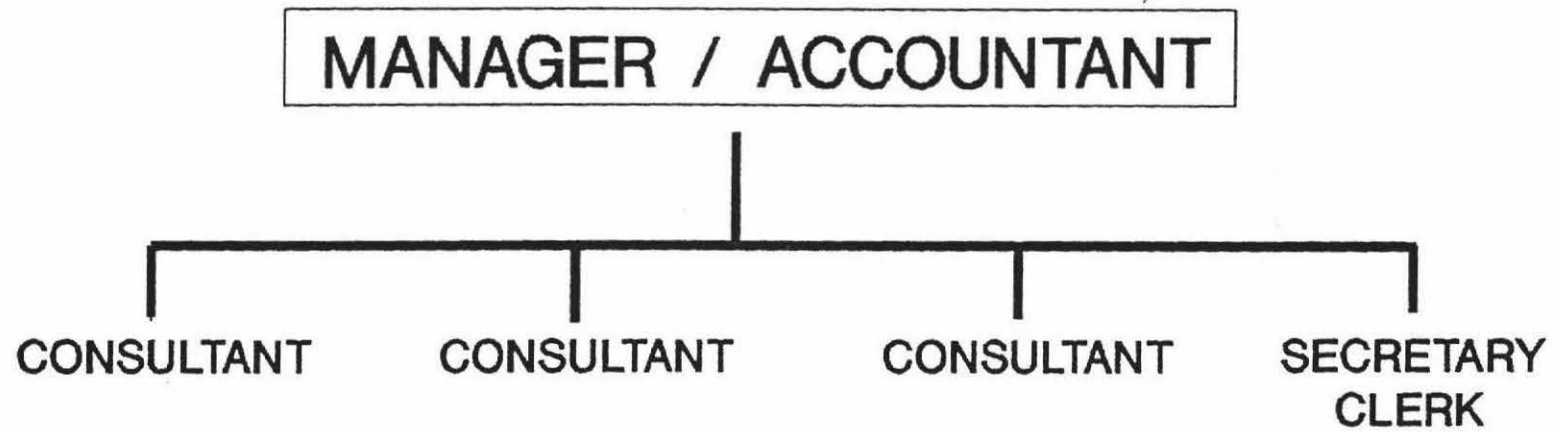 MANAGER / ACCOUNTANT
CONSULTANT CONSULTANT CONSULTANT SECRETARY
CLERK